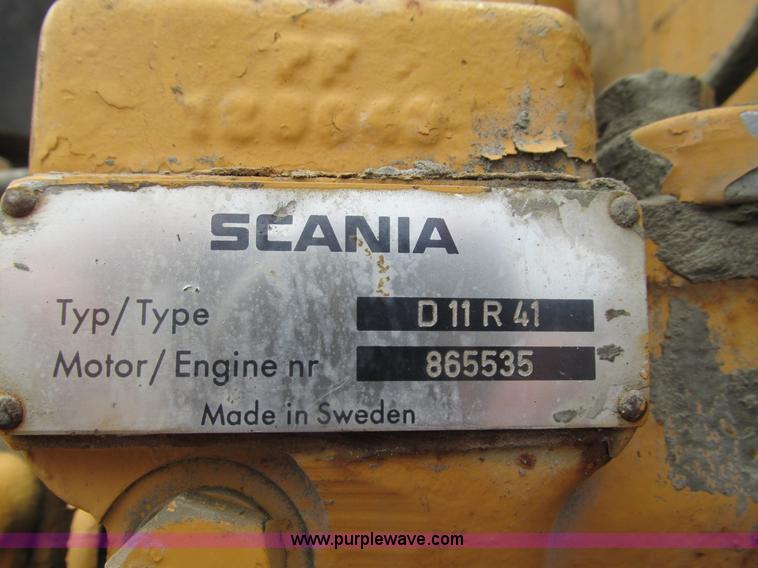 SCANIA
Typ/Type D 11 R 41
Motor/Engine nr 865535
Made in Sweden
www.purplewave.com